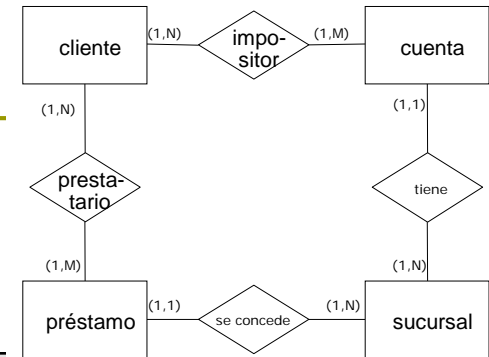 cliente
(1,N)
impo-
sitor
(1,M)
cuenta
(1,N)
(1,1)
presta-
tario
tiene
(1,M)
(1,N)
préstamo
(1,1)
se concede
(1,N)
sucursal